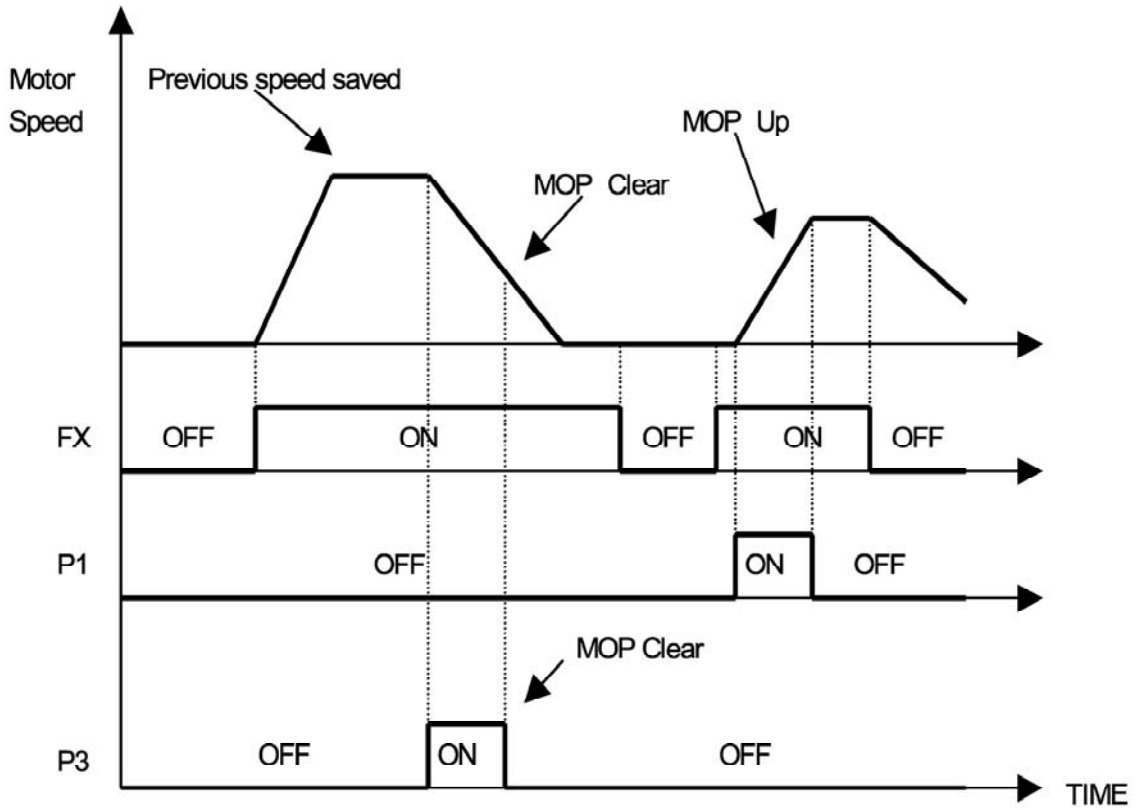 Motor
Speed
Previous speed saved
MOP Up
MOP Clear
FX
OFF
ON
OFF
ON
OFF
P1
OFF
ON
OFF
MOP Clear
P3
OFF
ON
OFF
TIME